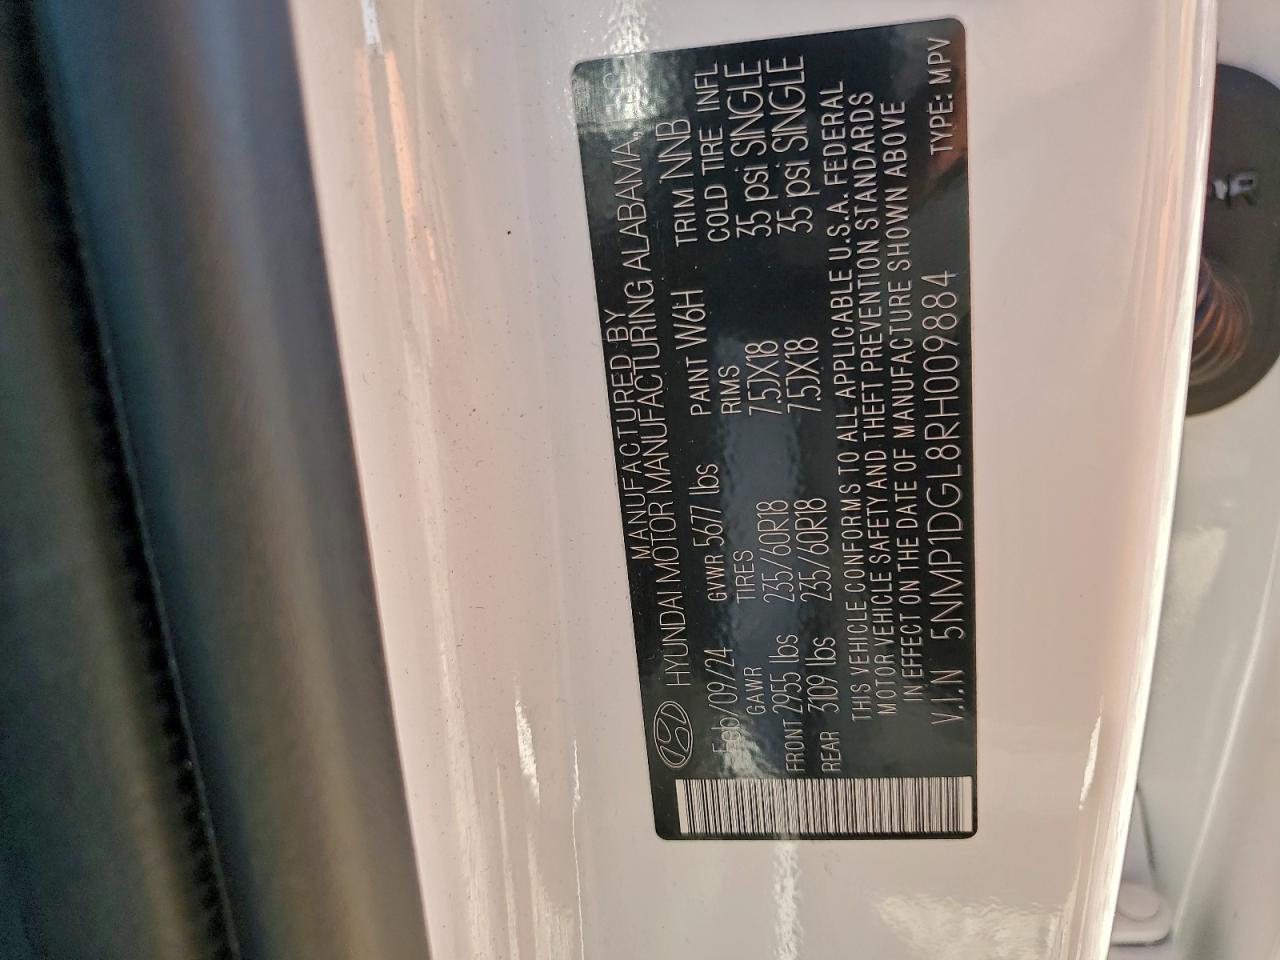 MANUFACTURED BY
HYUNDAI MOTOR MANUFACTURING ALABAMA,
Feb/09/24 GVWR 5677 lbs PAINT W6H TRIM NNB
GAWR TIRES RIMS COLD TIRE INFL
FRONT 2955 lbs 235/60R18 7.5JX18 35 psi SINGLE
REAR 3109 lbs 235/60R18 7.5JX18 35 psi SINGLE
THIS VEHICLE CONFORMS TO ALL APPLICABLE U.S.A. FEDERAL
MOTOR VEHICLE SAFETY AND THEFT PREVENTION STANDARDS
IN EFFECT ON THE DATE OF MANUFACTURE SHOWN ABOVE
V.I.N 5NMP1DGL8RH009884 TYPE: MPV